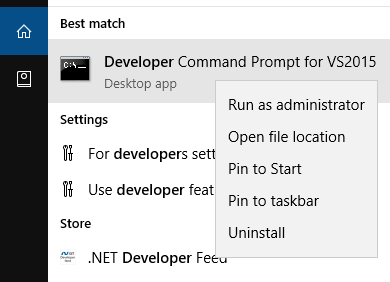 Best match
Developer Command Prompt for VS2015
Desktop app
Run as administrator
Settings
Open file location
For developers sett
Pin to Start
Use developer feat
Pin to taskbar
Store
Uninstall
.NET Developer Feed